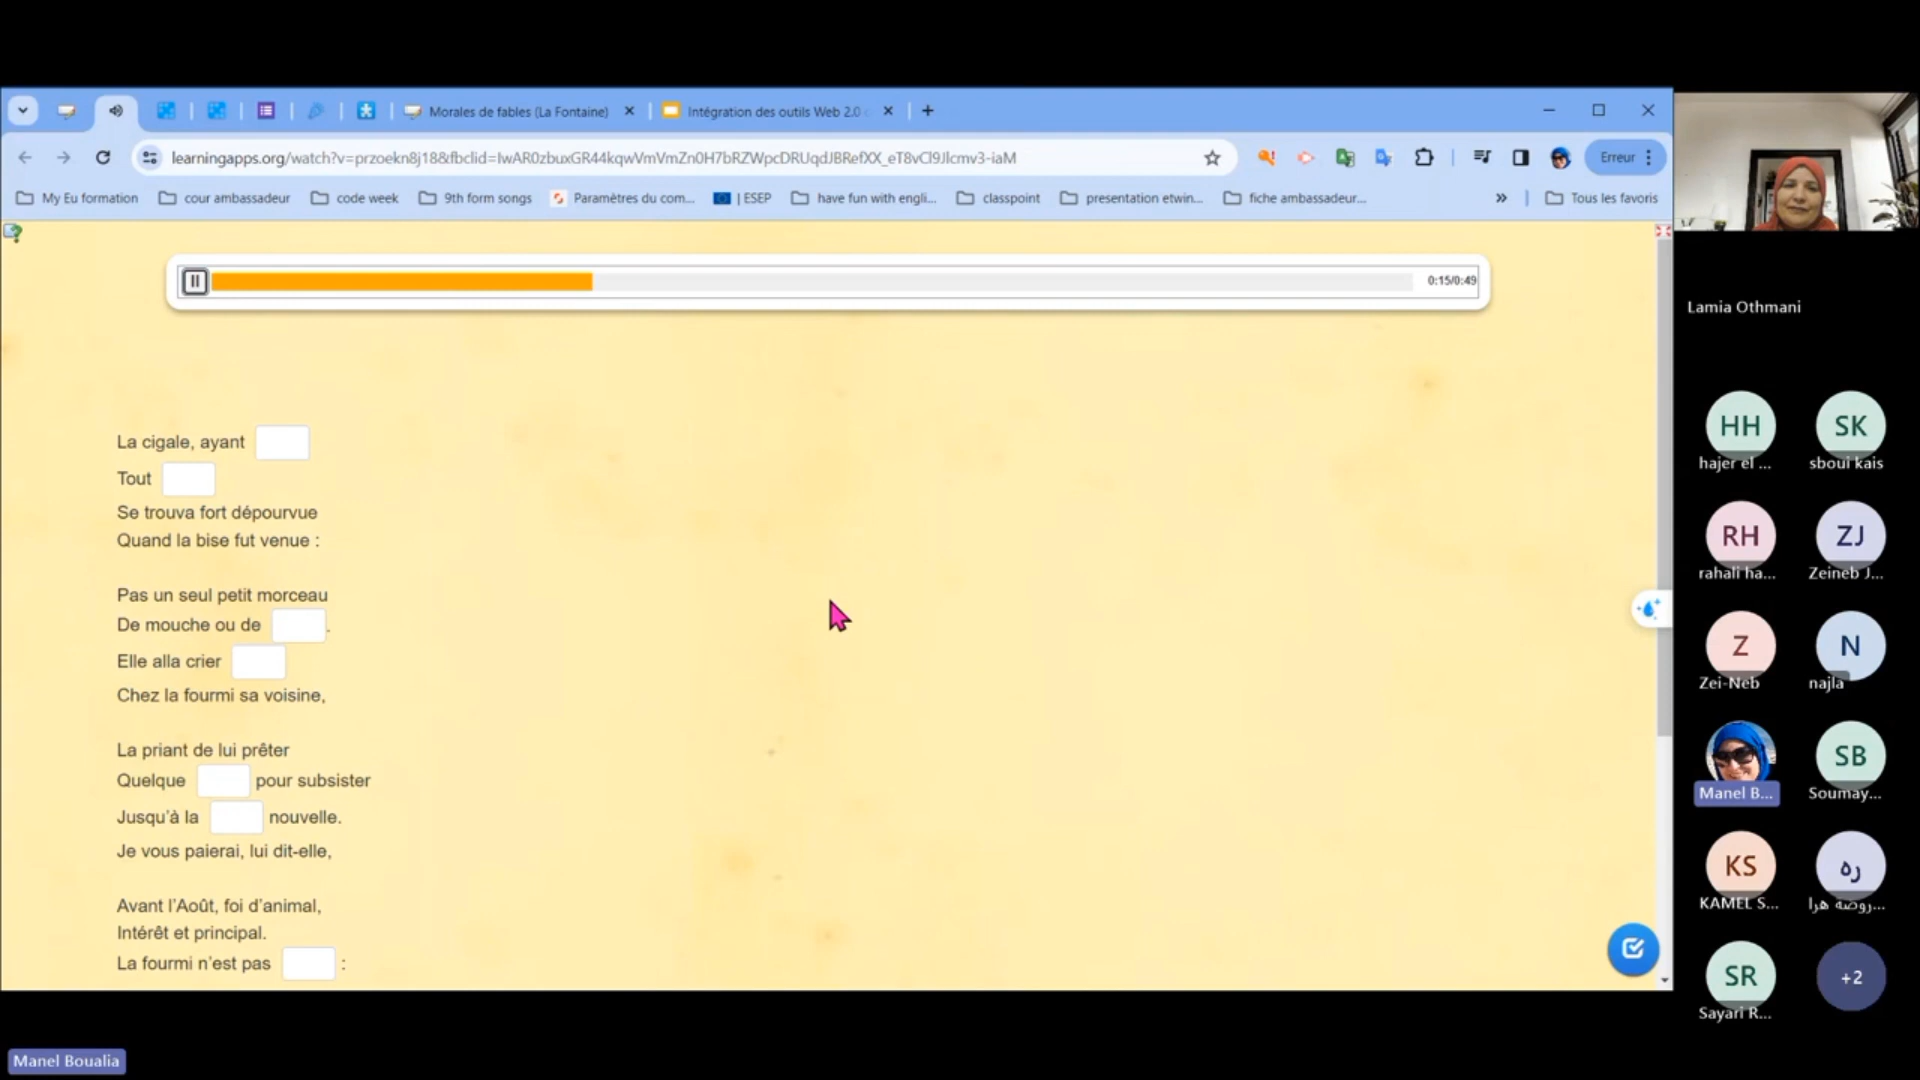 Morales de fables (La Fontaine)
Intégration des outils Web 2.0
learningapps.org/watch?v=przoekn8j18&fbclid=IwAR0zbuxGR44kqwVmVmZn0H7bRZWpcDRUqdJBRefXX_eT8vCl9Jlcmv3-iaM
Erreur
My Eu formation
cour ambassadeur
code week
9th form songs
Paramètres du com...
| ESEP
have fun with engli...
classpoint
presentation etwin...
fiche ambassadeur...
»
Tous les favoris
0:15/0:49
La cigale, ayant
Tout
Se trouva fort dépourvue
Quand la bise fut venue :
Pas un seul petit morceau
De mouche ou de .
Elle alla crier
Chez la fourmi sa voisine,
La priant de lui prêter
Quelque pour subsister
Jusqu'à la nouvelle.
Je vous paierai, lui dit-elle,
Avant l'Août, foi d'animal,
Intérêt et principal.
La fourmi n'est pas :
Lamia Othmani
HH
hajer el ...
SK
sboui kais
RH
rahali ha...
ZJ
Zeineb J...
Z
Zei-Neb
N
najla
Manel B...
SB
Soumay...
KS
KAMEL S...
ره
روضه هرا...
SR
Sayari R...
+2
Manel Boualia